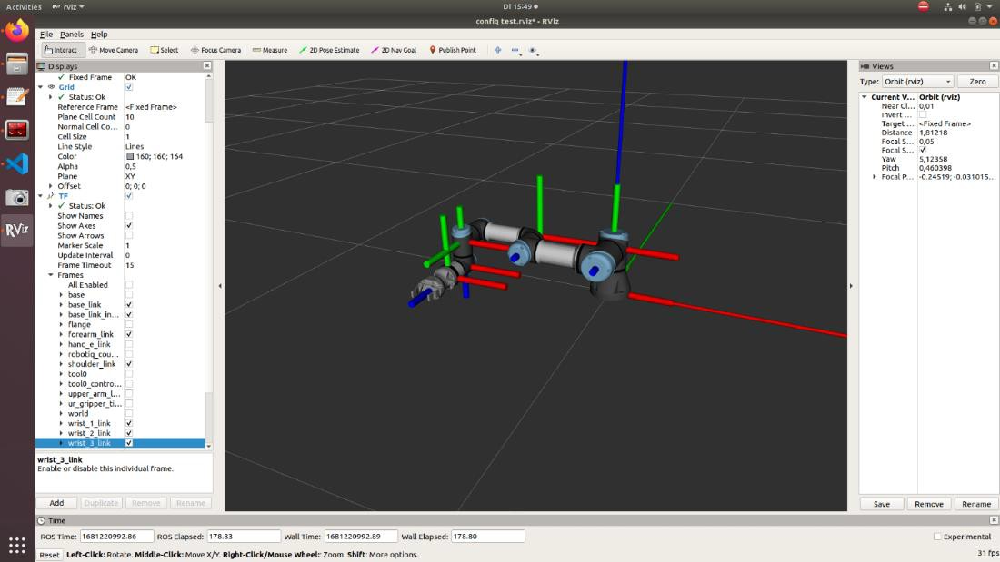 Activities rviz Di 15:49
config test.rviz* - RViz
File Panels Help
Interact Move Camera Select Focus Camera Measure 2D Pose Estimate 2D Nav Goal Publish Point
Displays
Fixed Frame OK
Grid
Status: Ok
Reference Frame <Fixed Frame>
Plane Cell Count 10
Normal Cell Co... 0
Cell Size 1
Line Style Lines
Color 160; 160; 164
Alpha 0,5
Plane XY
Offset 0; 0; 0
TF
Status: Ok
Show Names
Show Axes
Show Arrows
Marker Scale 1
Update Interval 0
Frame Timeout 15
Frames
All Enabled
base
base_link
base_link_in...
flange
forearm_link
hand_e_link
robotiq_cou...
shoulder_link
tool0
tool0_contro...
upper_arm_l...
ur_gripper_ti...
world
wrist_1_link
wrist_2_link
wrist_3_link
wrist_3_link
Enable or disable this individual frame.
Add Duplicate Remove Rename
Views
Type: Orbit (rviz) Zero
Current V... Orbit (rviz)
Near Cl... 0,01
Invert ...
Target ... <Fixed Frame>
Distance 1,81218
Focal S... 0,05
Focal S...
Yaw 5,12358
Pitch 0,460398
Focal P... -0.24519; -0.031015...
Save Remove Rename
Time
ROS Time: 1681220992.86 ROS Elapsed: 178.83 Wall Time: 1681220992.89 Wall Elapsed: 178.80 Experimental
Reset Left-Click: Rotate. Middle-Click: Move X/Y. Right-Click/Mouse Wheel:: Zoom. Shift: More options. 31 fps
RViz